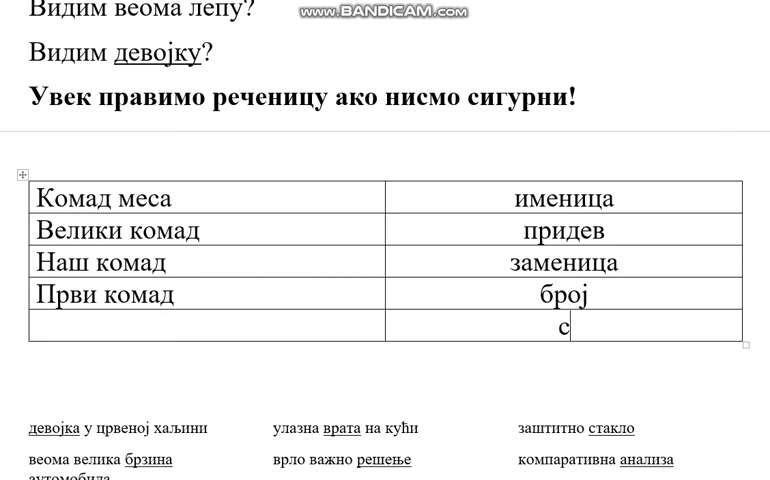 Видим веома лепу?
www.BANDICAM.com
Видим девојку?
Увек правимо реченицу ако нисмо сигурни!
Комад меса именица
Велики комад придев
Наш комад заменица
Први комад број
с
девојка у црвеној хаљини улазна врата на кући заштитно стакло
веома велика брзина врло важно решење компаративна анализа
аутомобила